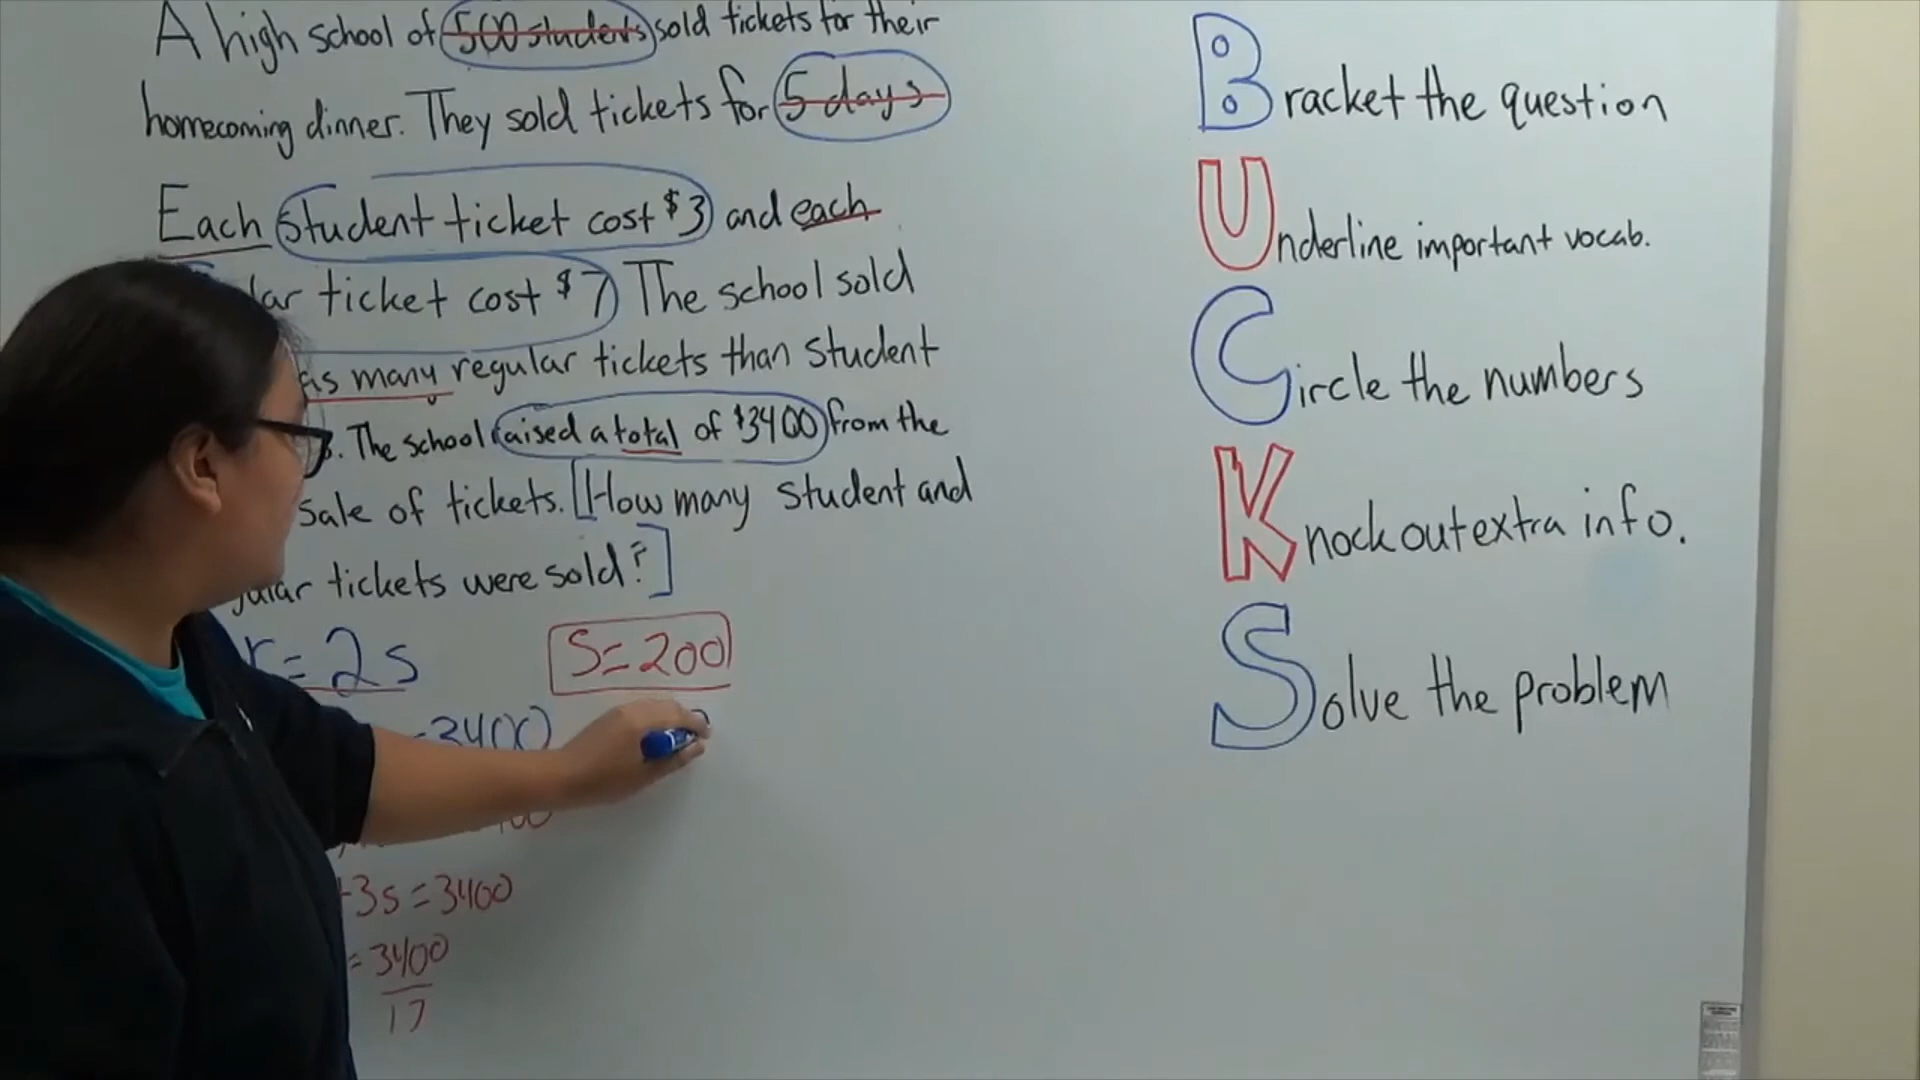 A high school of 500 students sold tickets for their
homecoming dinner. They sold tickets for 5 days
Each student ticket cost $3 and each
ticket cost $7 The school sold
as many regular tickets than student
The school raised a total of $3400 from the
sale of tickets. [How many student and
tickets were sold?]
r = 2s
S = 200
=3400
+3s = 3400
= 3400
17
Bracket the question
Underline important vocab.
Circle the numbers
Knock out extra info.
Solve the problem